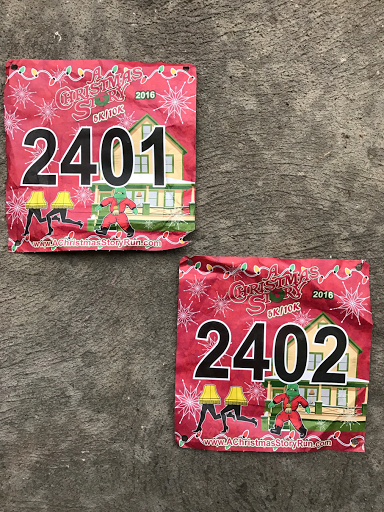 A
CHRISTMAS
STORY
2016
5K/10K
2401
www.AChristmasStoryRun.com
A
CHRISTMAS
STORY
2016
5K/10K
2402
www.AChristmasStoryRun.com